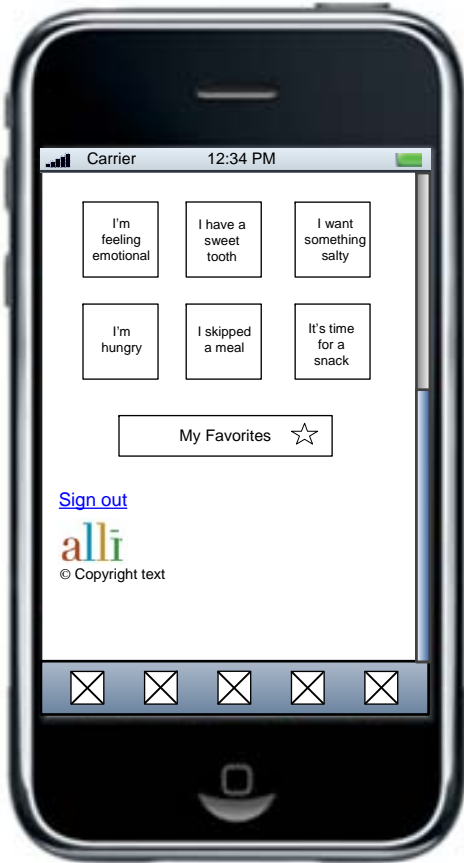 Carrier 12:34 PM
I'm
feeling
emotional
I have a
sweet
tooth
I want
something
salty
I'm
hungry
I skipped
a meal
It's time
for a
snack
My Favorites
Sign out
allī
© Copyright text